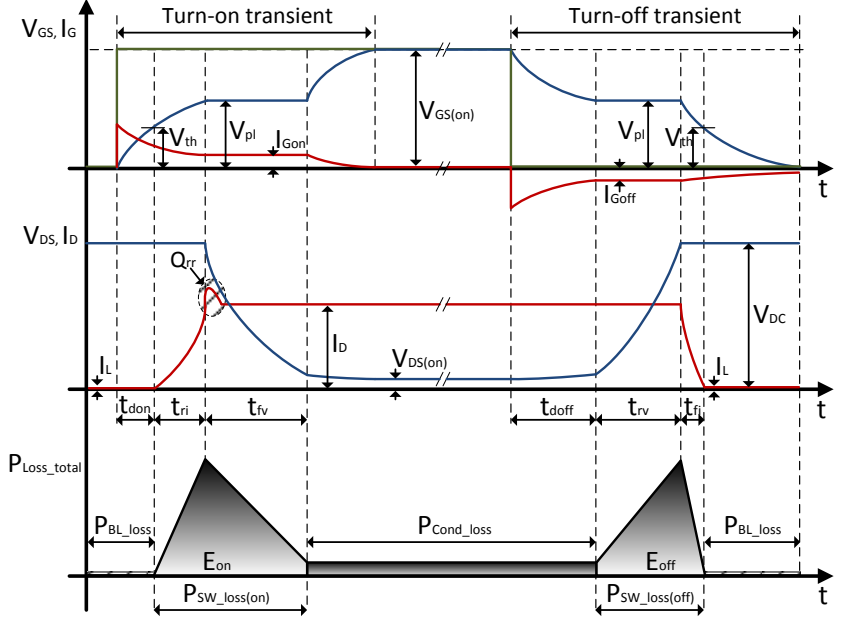 Turn-on transient
Turn-off transient
VGS, IG
Vth
Vpl
IGon
VGS(on)
Vpl
Vth
IGoff
t
VDS, ID
Qrr
IL
ID
VDS(on)
VDC
IL
tdon
tri
tfv
tdoff
trv
tfi
t
PLoss_total
PBL_loss
PCond_loss
PBL_loss
Eon
Eoff
t
PSW_loss(on)
PSW_loss(off)